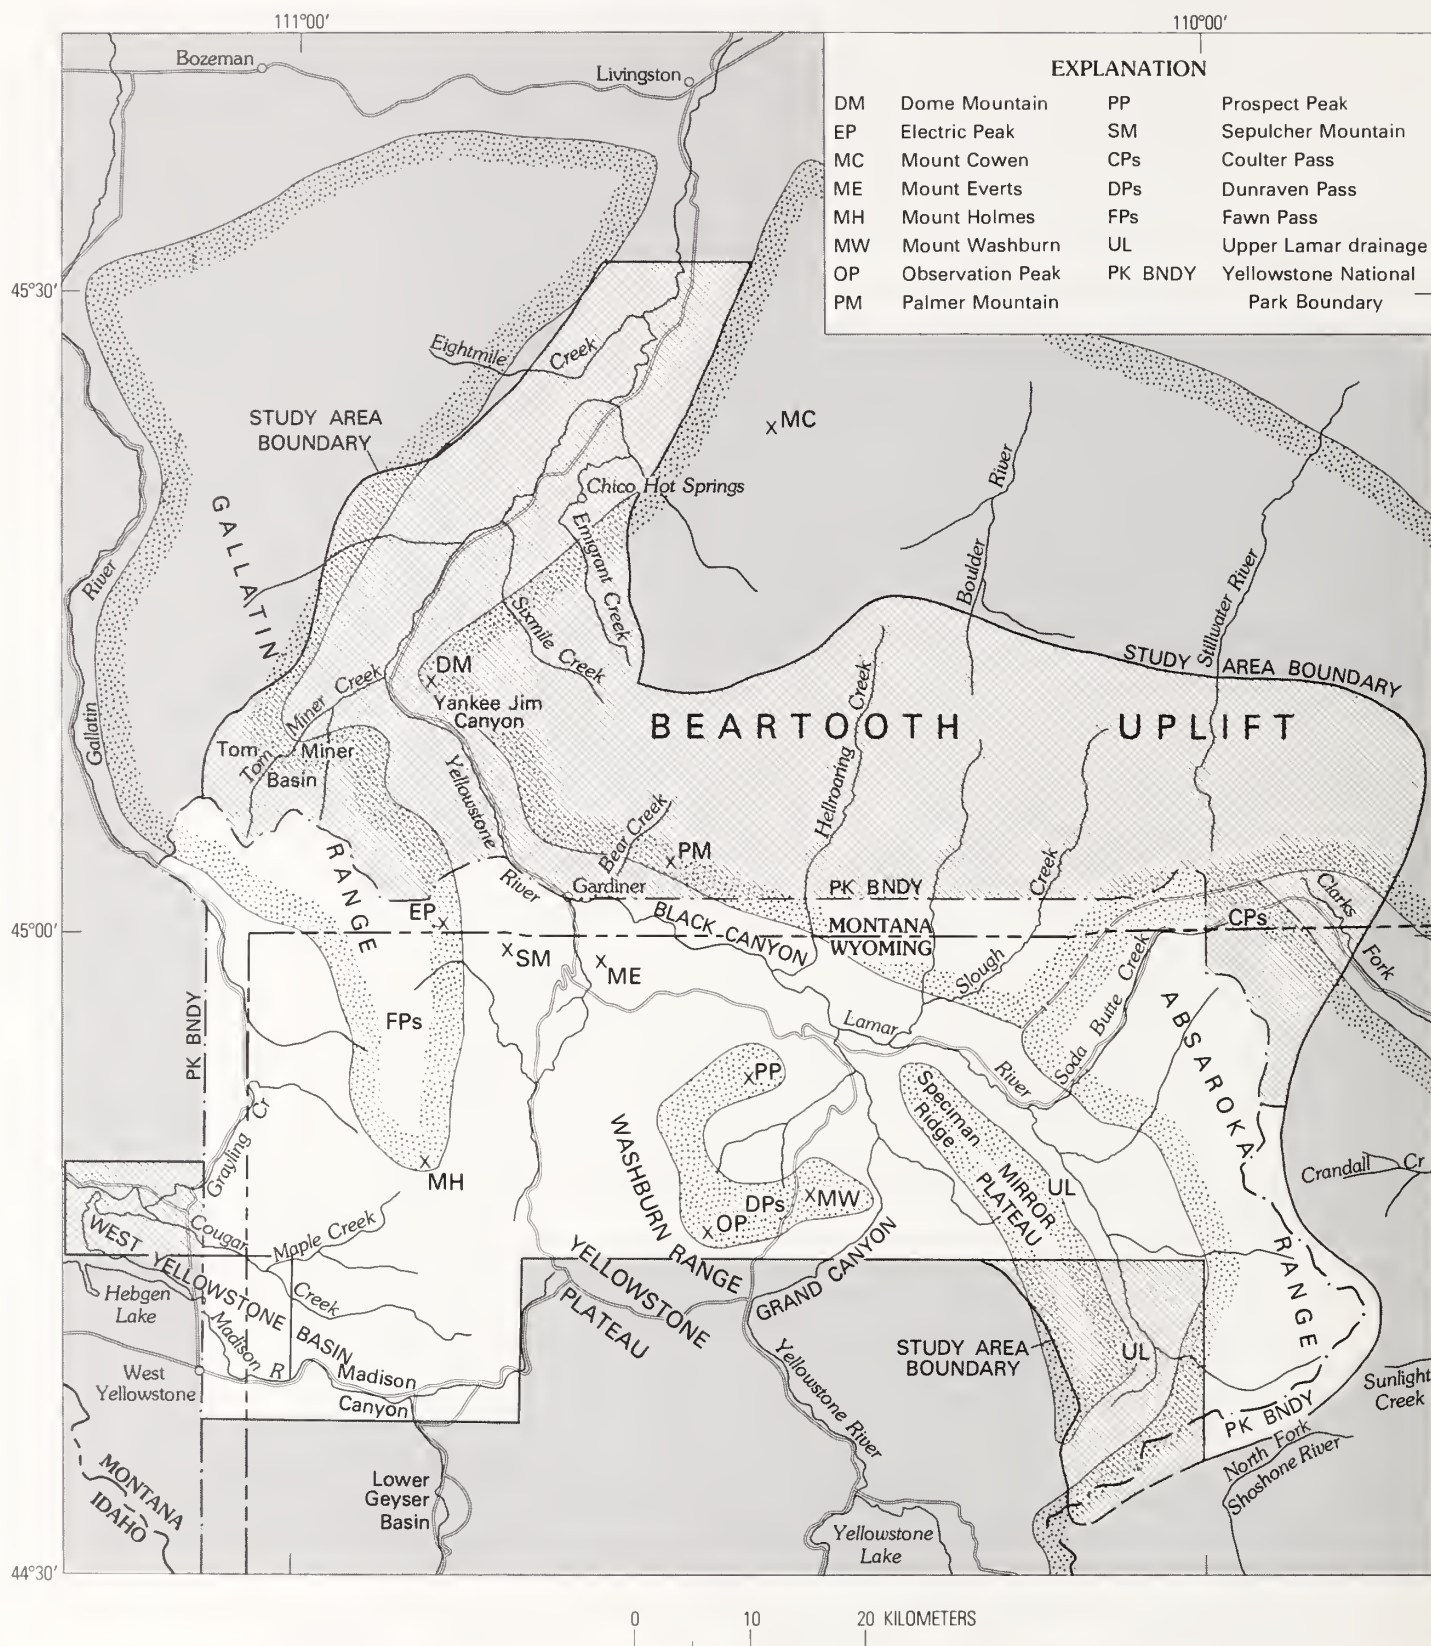 111°00'
110°00'
Bozeman
Livingston
EXPLANATION
DM Dome Mountain PP Prospect Peak
EP Electric Peak SM Sepulcher Mountain
MC Mount Cowen CPs Coulter Pass
ME Mount Everts DPs Dunraven Pass
MH Mount Holmes FPs Fawn Pass
MW Mount Washburn UL Upper Lamar drainage
OP Observation Peak PK BNDY Yellowstone National
PM Palmer Mountain Park Boundary
45°30'
Eightmile Creek
STUDY AREA
BOUNDARY
MC
Chico Hot Springs
GALLATIN
RANGE
River
Gallatin
Emigrant Creek
Sixmile Creek
River
Boulder
Stillwater River
STUDY AREA BOUNDARY
DM
Yankee Jim
Canyon
Miner Creek
Tom Miner
Basin
Tom
BEARTOOTH UPLIFT
Hellroaring Creek
Yellowstone
River
Bear Creek
PM
Gardiner
PK BNDY
Creek
Slough
Clarks
Fork
CPs
EP
45°00'
BLACK CANYON
MONTANA
WYOMING
SM
ME
FPs
PK BNDY
Lamar
River
Soda Butte Creek
ABSAROKA
RANGE
PP
Speciman
Ridge
MIRROR
PLATEAU
UL
Grayling Cr
WASHBURN RANGE
MH
DPs
MW
OP
Crandall Cr
WEST YELLOWSTONE BASIN
Cougar
Creek
Maple Creek
Hebgen
Lake
Madison R
Madison
Canyon
West
Yellowstone
YELLOWSTONE
PLATEAU
GRAND CANYON
Yellowstone River
STUDY AREA
BOUNDARY
UL
Sunlight
Creek
PK BNDY
North Fork
Shoshone River
MONTANA
IDAHO
Lower
Geyser
Basin
Yellowstone
Lake
44°30'
0 10 20 KILOMETERS